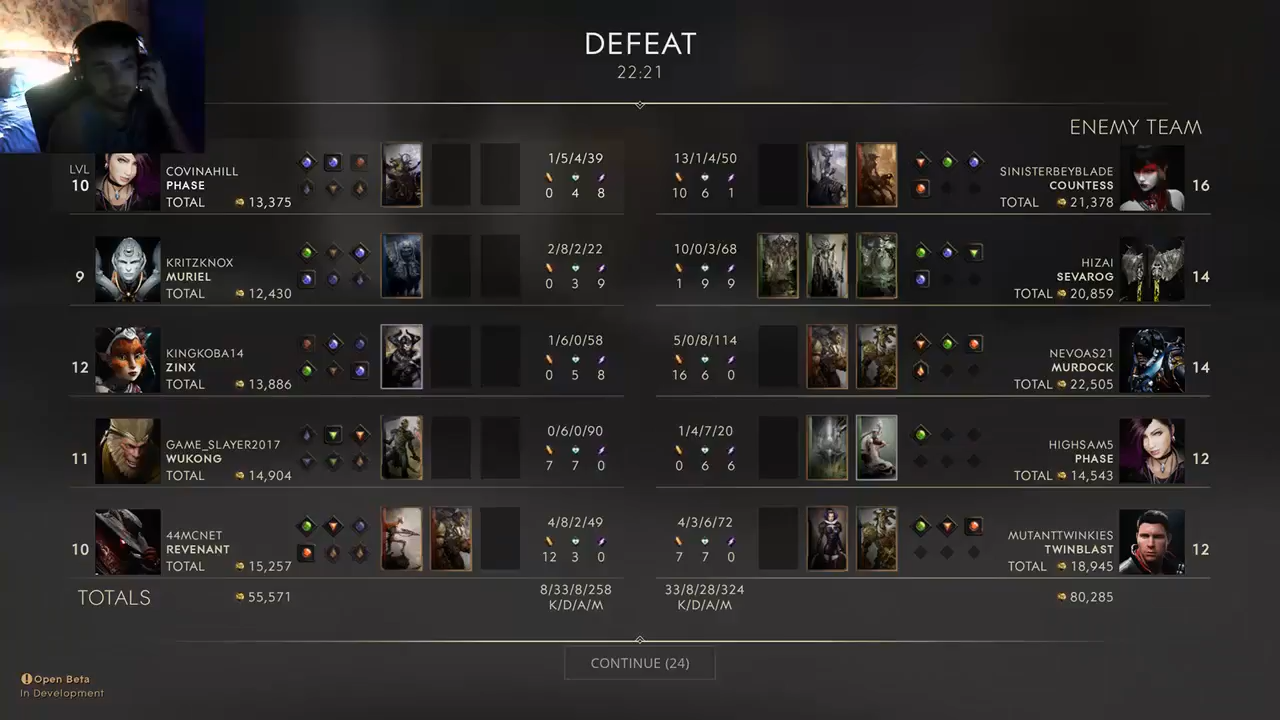 DEFEAT
22:21
ENEMY TEAM
LVL
10
COVINAHILL
PHASE
TOTAL 13,375
1/5/4/39
0 4 8
13/1/4/50
10 6 1
SINISTERBEYBLADE
COUNTESS
TOTAL 21,378
16
9
KRITZKNOX
MURIEL
TOTAL 12,430
2/8/2/22
0 3 9
10/0/3/68
1 9 9
HIZAI
SEVAROG
TOTAL 20,859
14
12
KINGKOBA14
ZINX
TOTAL 13,886
1/6/0/58
0 5 8
5/0/8/114
16 6 0
NEVOAS21
MURDOCK
TOTAL 22,505
14
11
GAME_SLAYER2017
WUKONG
TOTAL 14,904
0/6/0/90
7 7 0
1/4/7/20
0 6 6
HIGHSAM5
PHASE
TOTAL 14,543
12
10
44MCNET
REVENANT
TOTAL 15,257
4/8/2/49
12 3 0
4/3/6/72
7 7 0
MUTANTTWINKIES
TWINBLAST
TOTAL 18,945
12
TOTALS 55,571
8/33/8/258
K/D/A/M
33/8/28/324
K/D/A/M
80,285
CONTINUE (24)
Open Beta
In Development